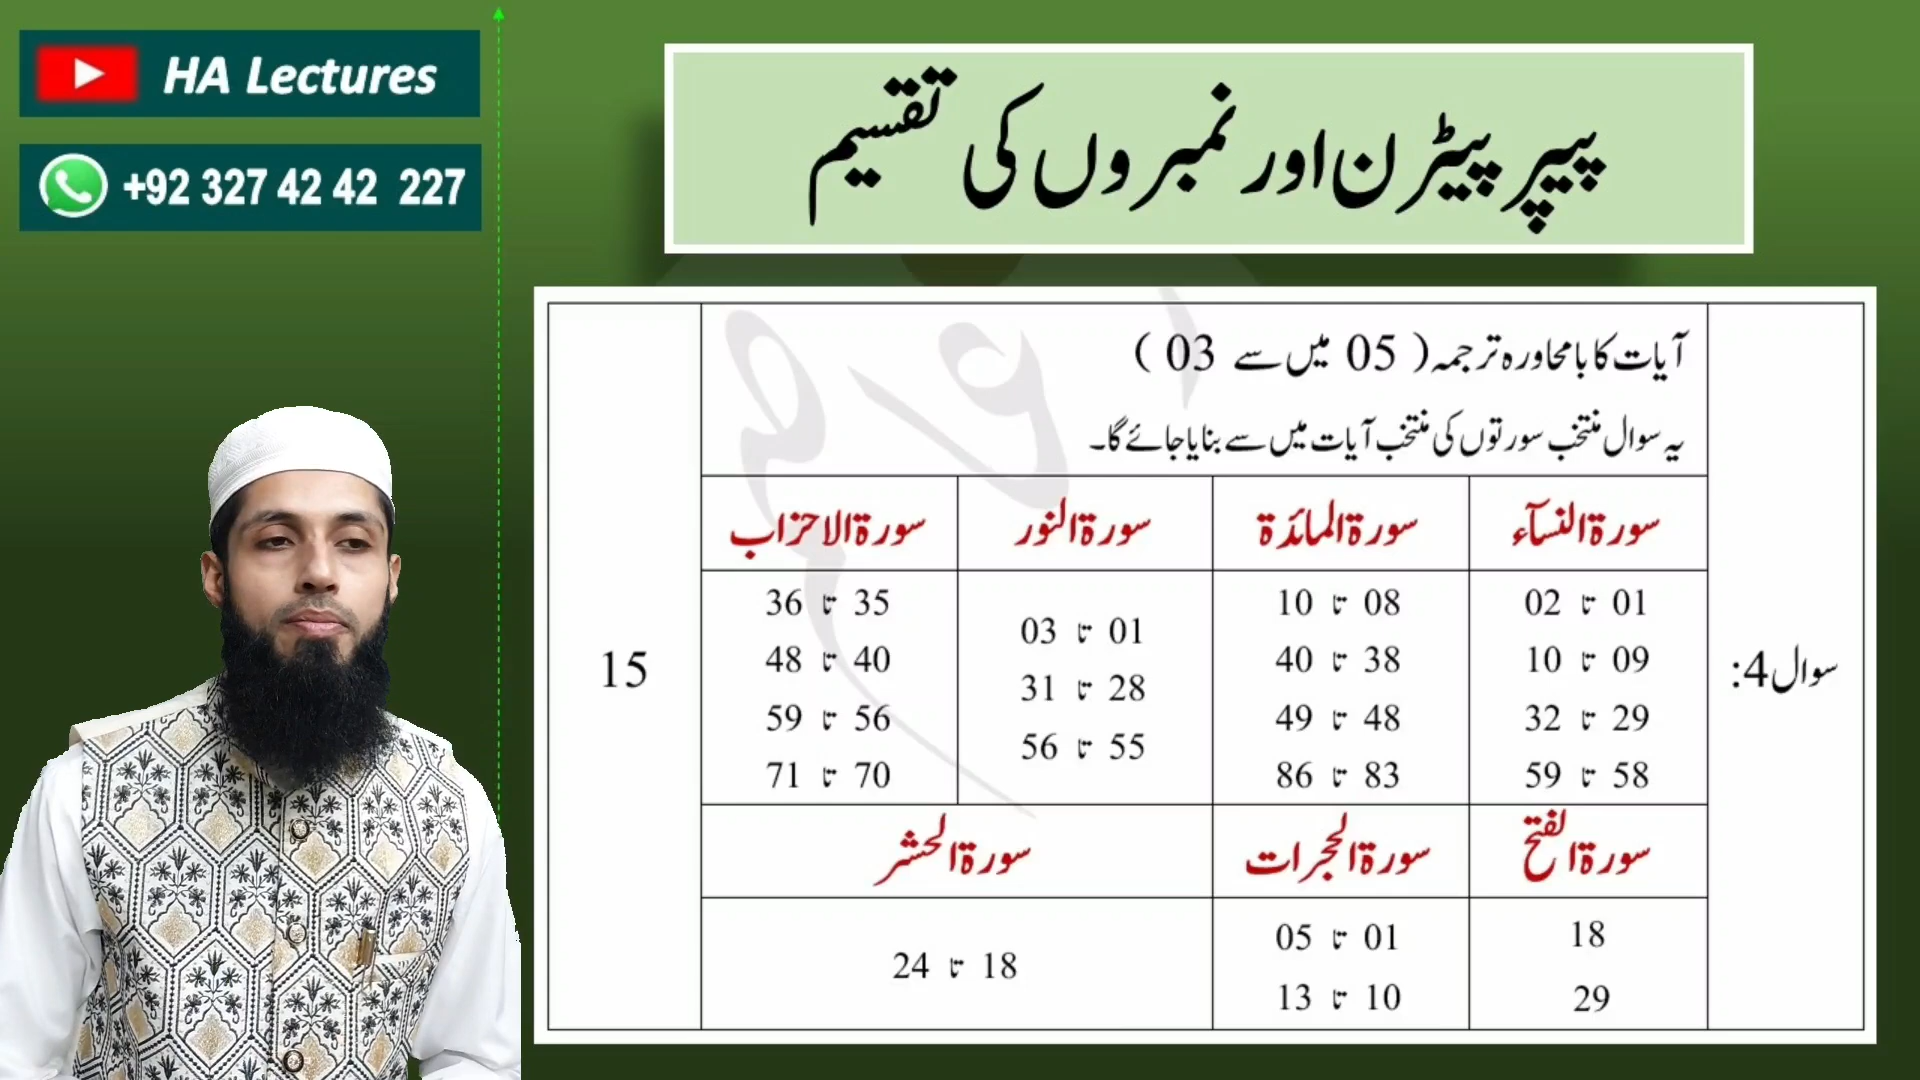 HA Lectures
+92 327 42 42 227
پیپر پیٹرن اور نمبروں کی تقسیم
سوال 4:
آیات کا بامحاورہ ترجمہ ( 05 میں سے 03 )
یہ سوال منتخب سورتوں کی منتخب آیات میں سے بنایا جائے گا۔
15
سورۃ النسآء
سورۃ المائدۃ
سورۃ النور
سورۃ الاحزاب
01 تا 02
09 تا 10
29 تا 32
58 تا 59
08 تا 10
38 تا 40
48 تا 49
83 تا 86
01 تا 03
28 تا 31
55 تا 56
35 تا 36
40 تا 48
56 تا 59
70 تا 71
سورۃ الفتح
سورۃ الحجرات
سورۃ الحشر
18
29
01 تا 05
10 تا 13
18 تا 24